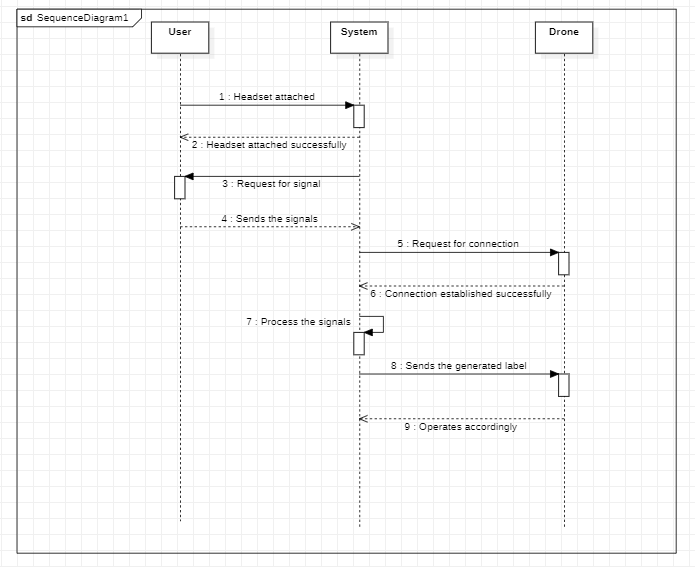 sd SequenceDiagram1
User
System
Drone
1 : Headset attached
2 : Headset attached successfully
3 : Request for signal
4 : Sends the signals
5 : Request for connection
6 : Connection established successfully
7 : Process the signals
8 : Sends the generated label
9 : Operates accordingly